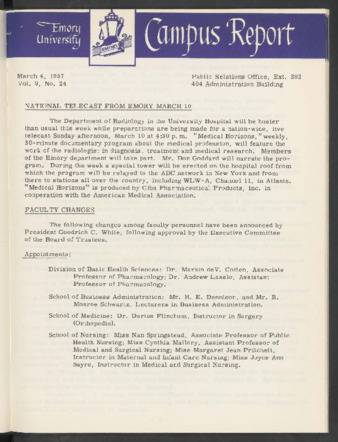 Emory
University
Campus Report
March 4, 1957
Public Relations Office, Ext. 282
Vol. 9, No. 24
404 Administration Building
NATIONAL TELECAST FROM EMORY MARCH 10
The Department of Radiology in the University Hospital will be busier
than usual this week while preparations are being made for a nation-wide, live
telecast Sunday afternoon, March 10 at 4:30 p.m. "Medical Horizons," weekly,
30-minute documentary program about the medical profession, will feature the
work of the radiologist in diagnosis, treatment and medical research. Members
of the Emory department will take part. Mr. Don Goddard will narrate the pro-
gram. During the week a special tower will be erected on the hospital roof from
which the program will be relayed to the ABC network in New York and from
there to stations all over the country, including WLW-A, Channel 11, in Atlanta.
"Medical Horizons" is produced by Ciba Pharmaceutical Products, Inc. in
cooperation with the American Medical Association.
FACULTY CHANGES
The following changes among faculty personnel have been announced by
President Goodrich C. White, following approval by the Executive Committee
of the Board of Trustees.
Appointments:
Division of Basic Health Sciences: Dr. Marion deV. Cotten, Associate
Professor of Pharmacology; Dr. Andrew Lasslo, Assistant
Professor of Pharmacology.
School of Business Administration: Mr. H. K. Dennison, and Mr. R.
Monroe Schwartz, Lecturers in Business Administration.
School of Medicine: Dr. Darius Flinchum, Instructor in Surgery
(Orthopedic).
School of Nursing: Miss Nan Springstead, Associate Professor of Public
Health Nursing; Miss Cynthia Mallory, Assistant Professor of
Medical and Surgical Nursing; Miss Margaret Jean Pritchett,
Instructor in Maternal and Infant Care Nursing; Miss Joyce Ann
Sayre, Instructor in Medical and Surgical Nursing.